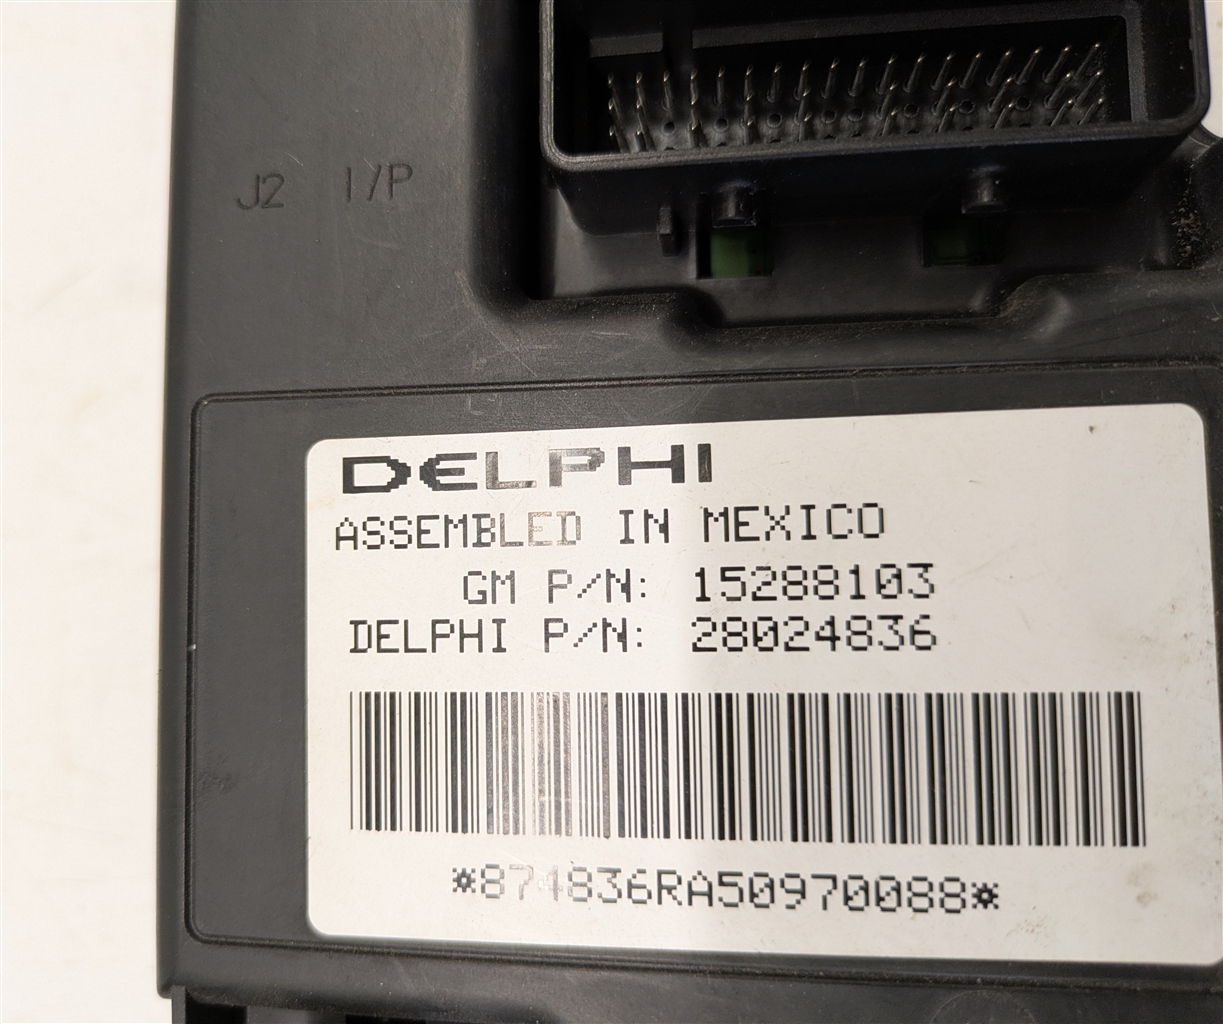 J2 I/P
DELPHI
ASSEMBLED IN MEXICO
GM P/N: 15288103
DELPHI P/N: 28024836
*874836RA50970088*